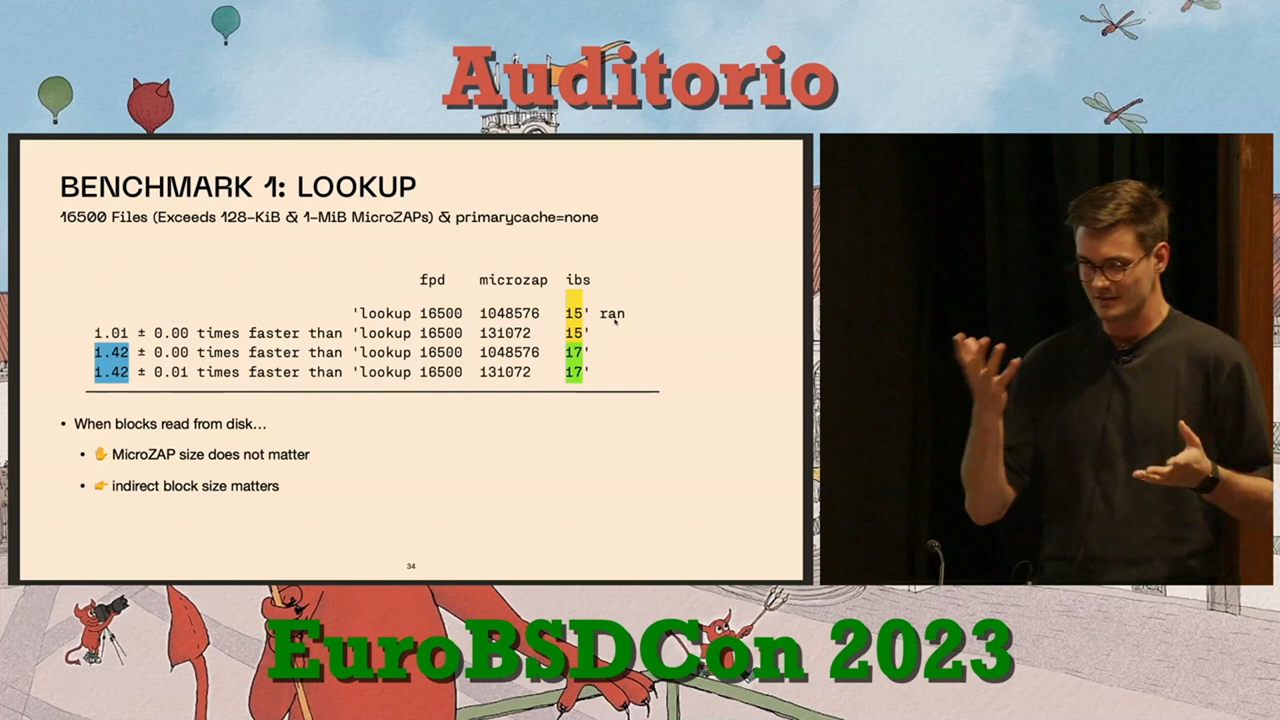 Auditorio
BENCHMARK 1: LOOKUP
16500 Files (Exceeds 128-KiB & 1-MiB MicroZAPs) & primarycache=none
fpd microzap ibs
'lookup 16500 1048576 15' ran
1.01 ± 0.00 times faster than 'lookup 16500 131072 15'
1.42 ± 0.00 times faster than 'lookup 16500 1048576 17'
1.42 ± 0.01 times faster than 'lookup 16500 131072 17'
• When blocks read from disk...
• ✋ MicroZAP size does not matter
• 👉 indirect block size matters
34
EuroBSDCon 2023